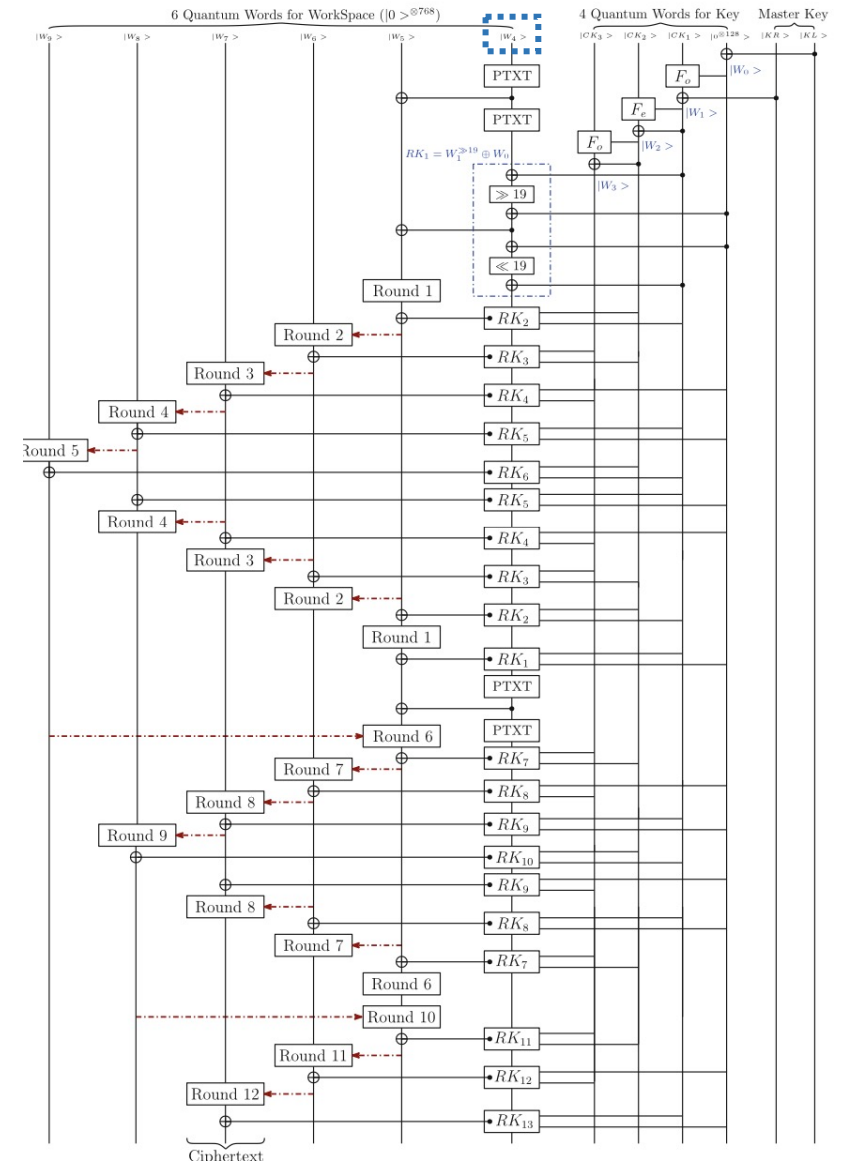 6 Quantum Words for WorkSpace (|0 >^{⊗768})
4 Quantum Words for Key
Master Key
|W₉ > |W₈ > |W₇ > |W₆ > |W₅ > |W₄ > |CK₃ > |CK₂ > |CK₁ > |0^{⊗128} > |KR > |KL >
PTXT
Fₒ |W₀ >
PTXT
Fₑ |W₁ >
Fₒ |W₂ >
RK₁ = W₁^{≫19} ⊕ W₀
|W₃ >
≫ 19
≪ 19
Round 1
RK₂
Round 2
RK₃
Round 3
RK₄
Round 4
RK₅
Round 5
RK₆
RK₅
Round 4
RK₄
Round 3
RK₃
Round 2
RK₂
Round 1
RK₁
PTXT
Round 6 PTXT
RK₇
Round 7
RK₈
Round 8
RK₉
Round 9
RK₁₀
RK₉
Round 8
RK₈
Round 7
RK₇
Round 6
Round 10
RK₁₁
Round 11
RK₁₂
Round 12
RK₁₃
Ciphertext